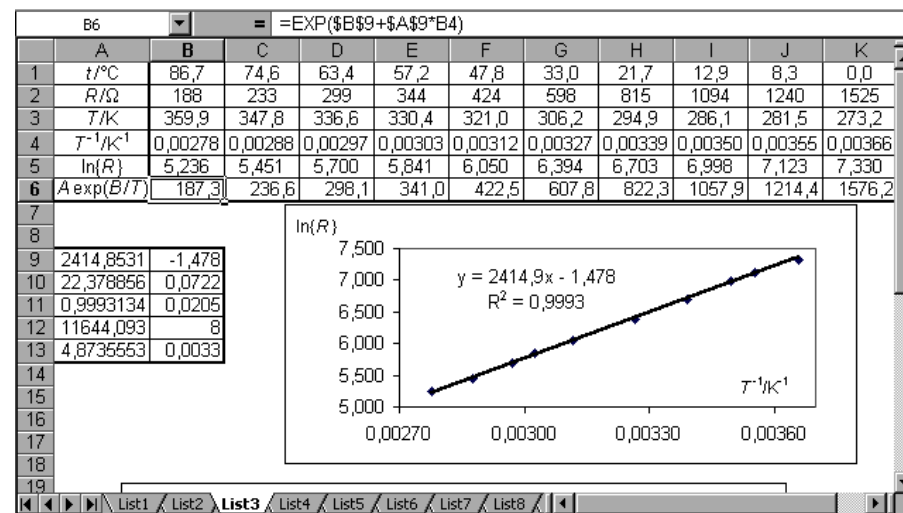 B6 = =EXP($B$9+$A$9*B4)
A B C D E F G H I J K
1 t/°C 86,7 74,6 63,4 57,2 47,8 33,0 21,7 12,9 8,3 0,0
2 R/Ω 188 233 299 344 424 598 815 1094 1240 1525
3 T/K 359,9 347,8 336,6 330,4 321,0 306,2 294,9 286,1 281,5 273,2
4 T⁻¹/K⁻¹ 0,00278 0,00288 0,00297 0,00303 0,00312 0,00327 0,00339 0,00350 0,00355 0,00366
5 ln{R} 5,236 5,451 5,700 5,841 6,050 6,394 6,703 6,998 7,123 7,330
6 A exp(B/T) 187,3 236,6 298,1 341,0 422,5 607,8 822,3 1057,9 1214,4 1576,2
7
8
9 2414,8531 -1,478
10 22,378856 0,0722
11 0,9993134 0,0205
12 11644,093 8
13 4,8735553 0,0033
14
15
16
17
18
19
ln{R}
7,500
7,000
6,500
6,000
5,500
5,000
y = 2414,9x - 1,478
R² = 0,9993
T⁻¹/K⁻¹
0,00270 0,00300 0,00330 0,00360
List1 List2 List3 List4 List5 List6 List7 List8